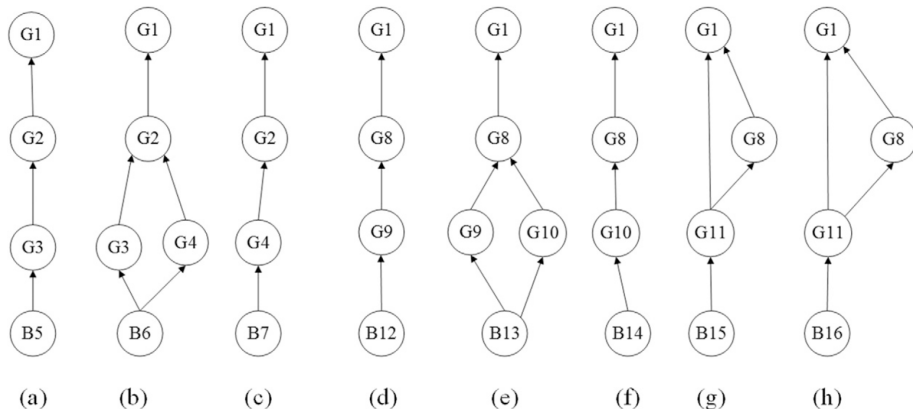 G1 G1 G1 G1 G1 G1 G1 G1
G2 G2 G2 G8 G8 G8 G8 G8
G3 G3 G4 G4 G9 G9 G10 G10 G11 G11
B5 B6 B7 B12 B13 B14 B15 B16
(a) (b) (c) (d) (e) (f) (g) (h)